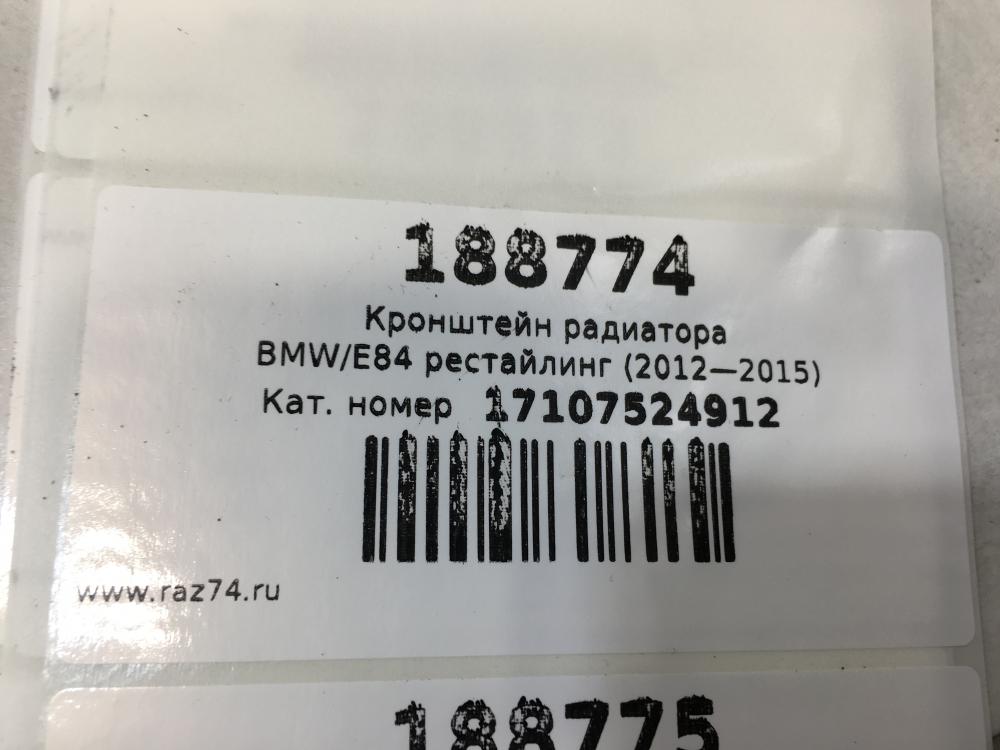 188774
Кронштейн радиатора
BMW/E84 рестайлинг (2012—2015)
Кат. номер 17107524912
www.raz74.ru
188775